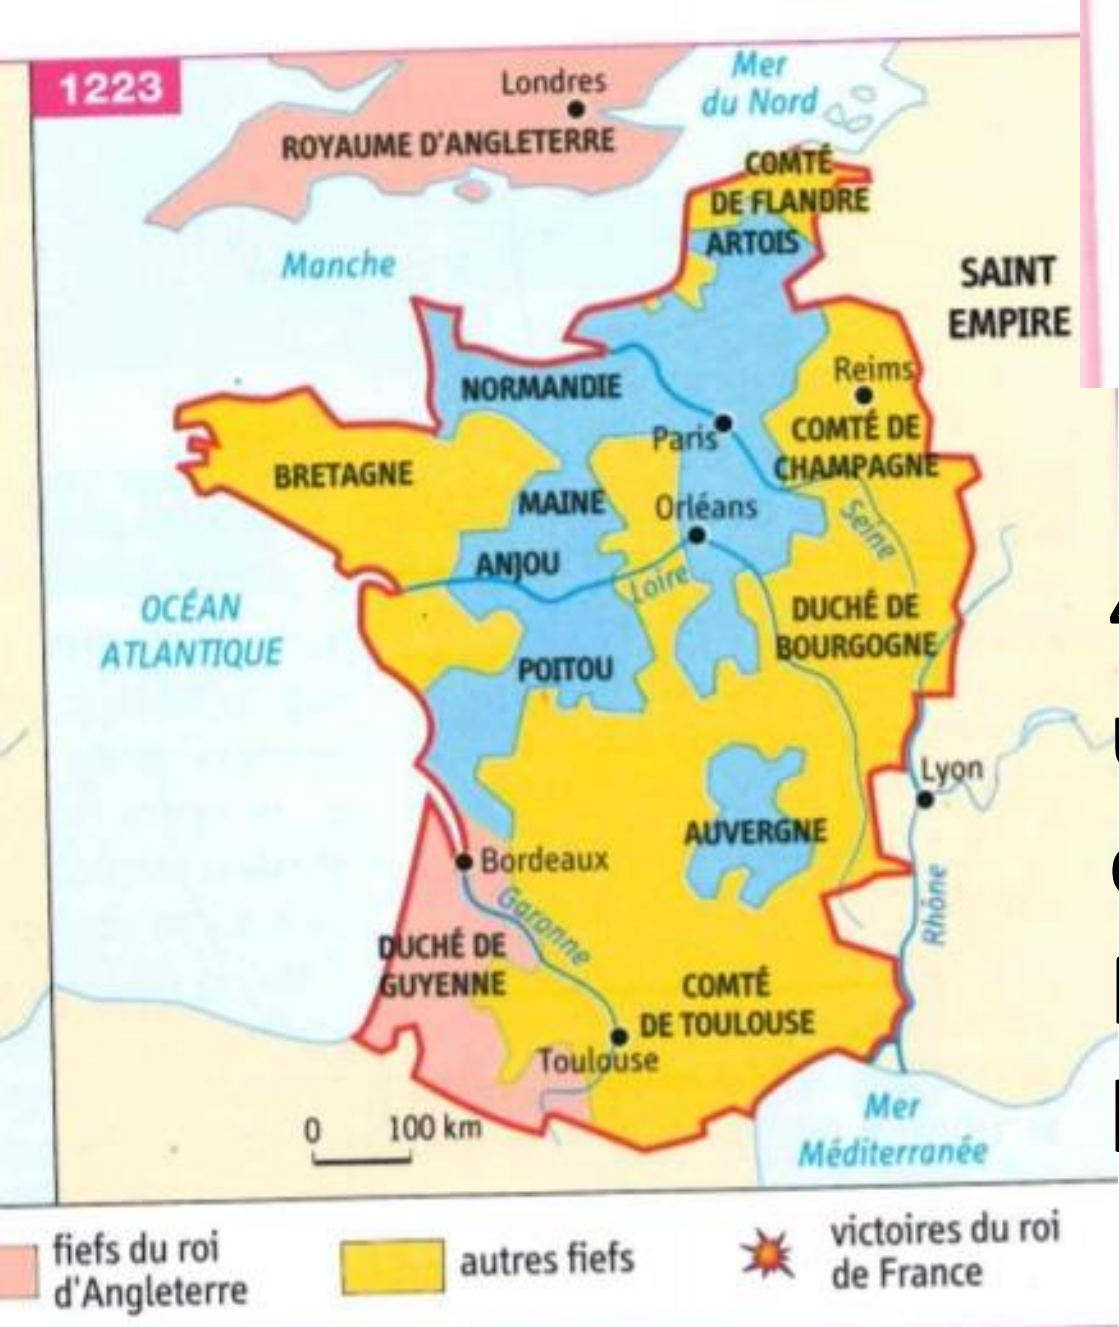 1223
Londres
ROYAUME D'ANGLETERRE
Mer
du Nord
COMTÉ
DE FLANDRE
ARTOIS
Manche
SAINT
EMPIRE
NORMANDIE
Reims
Paris
COMTÉ DE
CHAMPAGNE
BRETAGNE
MAINE
Orléans
Seine
ANJOU
Loire
OCÉAN
ATLANTIQUE
DUCHÉ DE
BOURGOGNE
POITOU
Lyon
AUVERGNE
Bordeaux
Garonne
Rhône
DUCHÉ DE
GUYENNE
COMTÉ
DE TOULOUSE
Toulouse
0 100 km
Mer
Méditerranée
fiefs du roi
d'Angleterre
autres fiefs
victoires du roi
de France